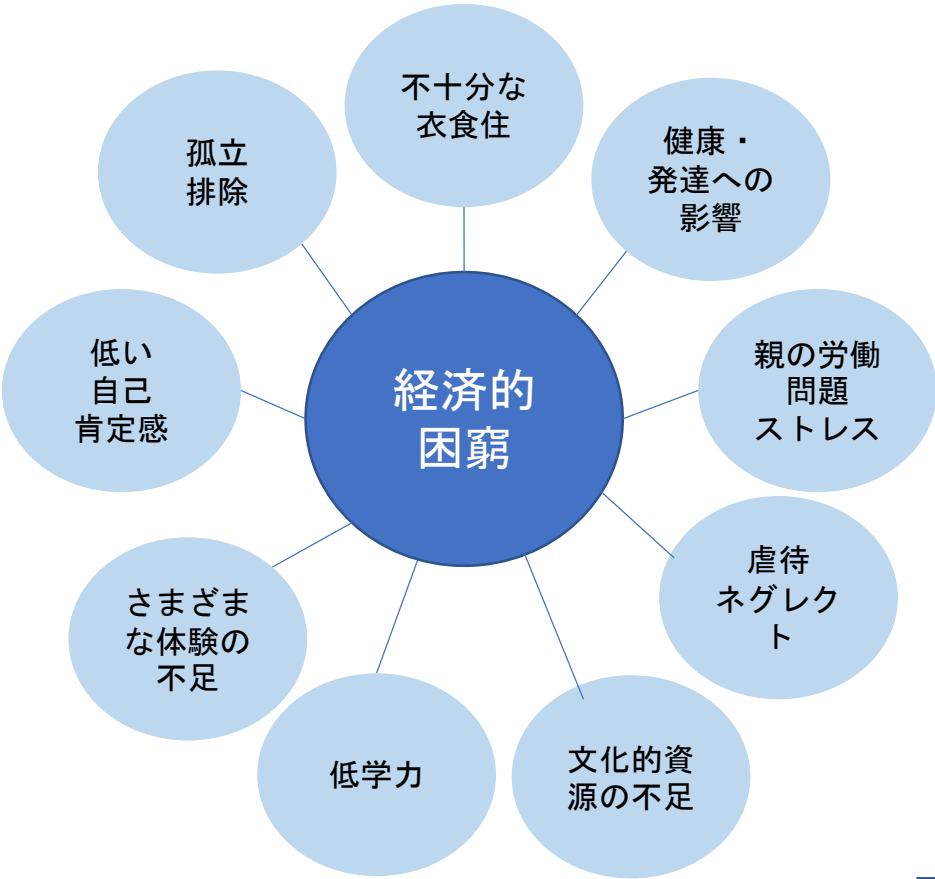 不十分な
衣食住
健康・
発達への
影響
親の労働
問題
ストレス
虐待
ネグレク
ト
文化的資
源の不足
低学力
さまざま
な体験の
不足
低い
自己
肯定感
孤立
排除
経済的
困窮